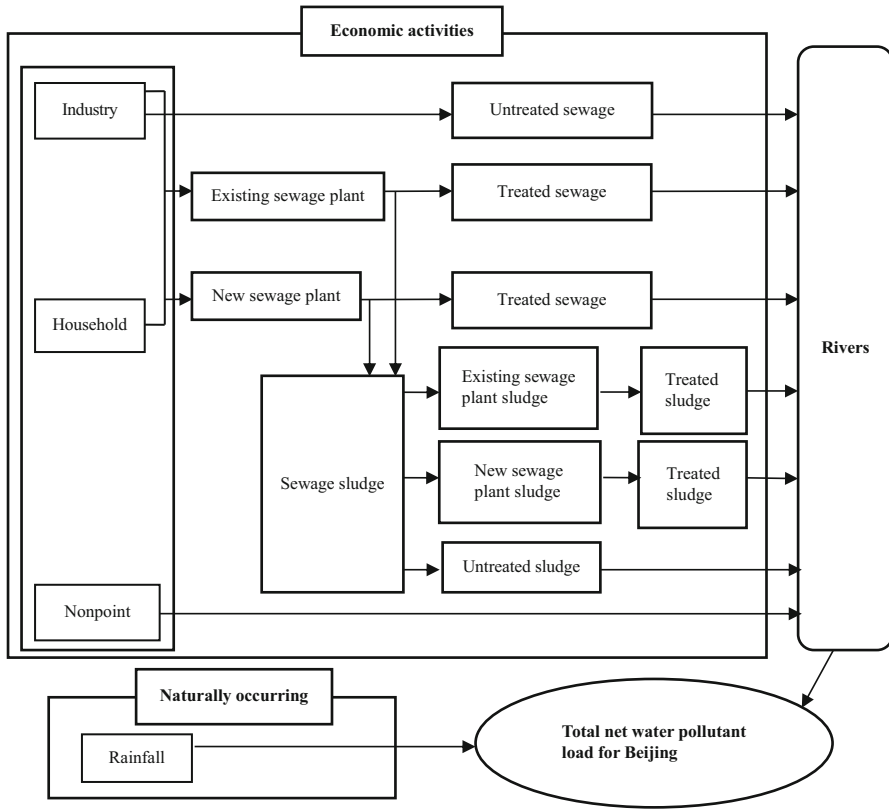 Economic activities
Industry
Untreated sewage
Existing sewage plant
Treated sewage
Household
New sewage plant
Treated sewage
Rivers
Sewage sludge
Existing sewage
plant sludge
Treated
sludge
New sewage
plant sludge
Treated
sludge
Untreated sludge
Nonpoint
Naturally occurring
Rainfall
Total net water pollutant
load for Beijing